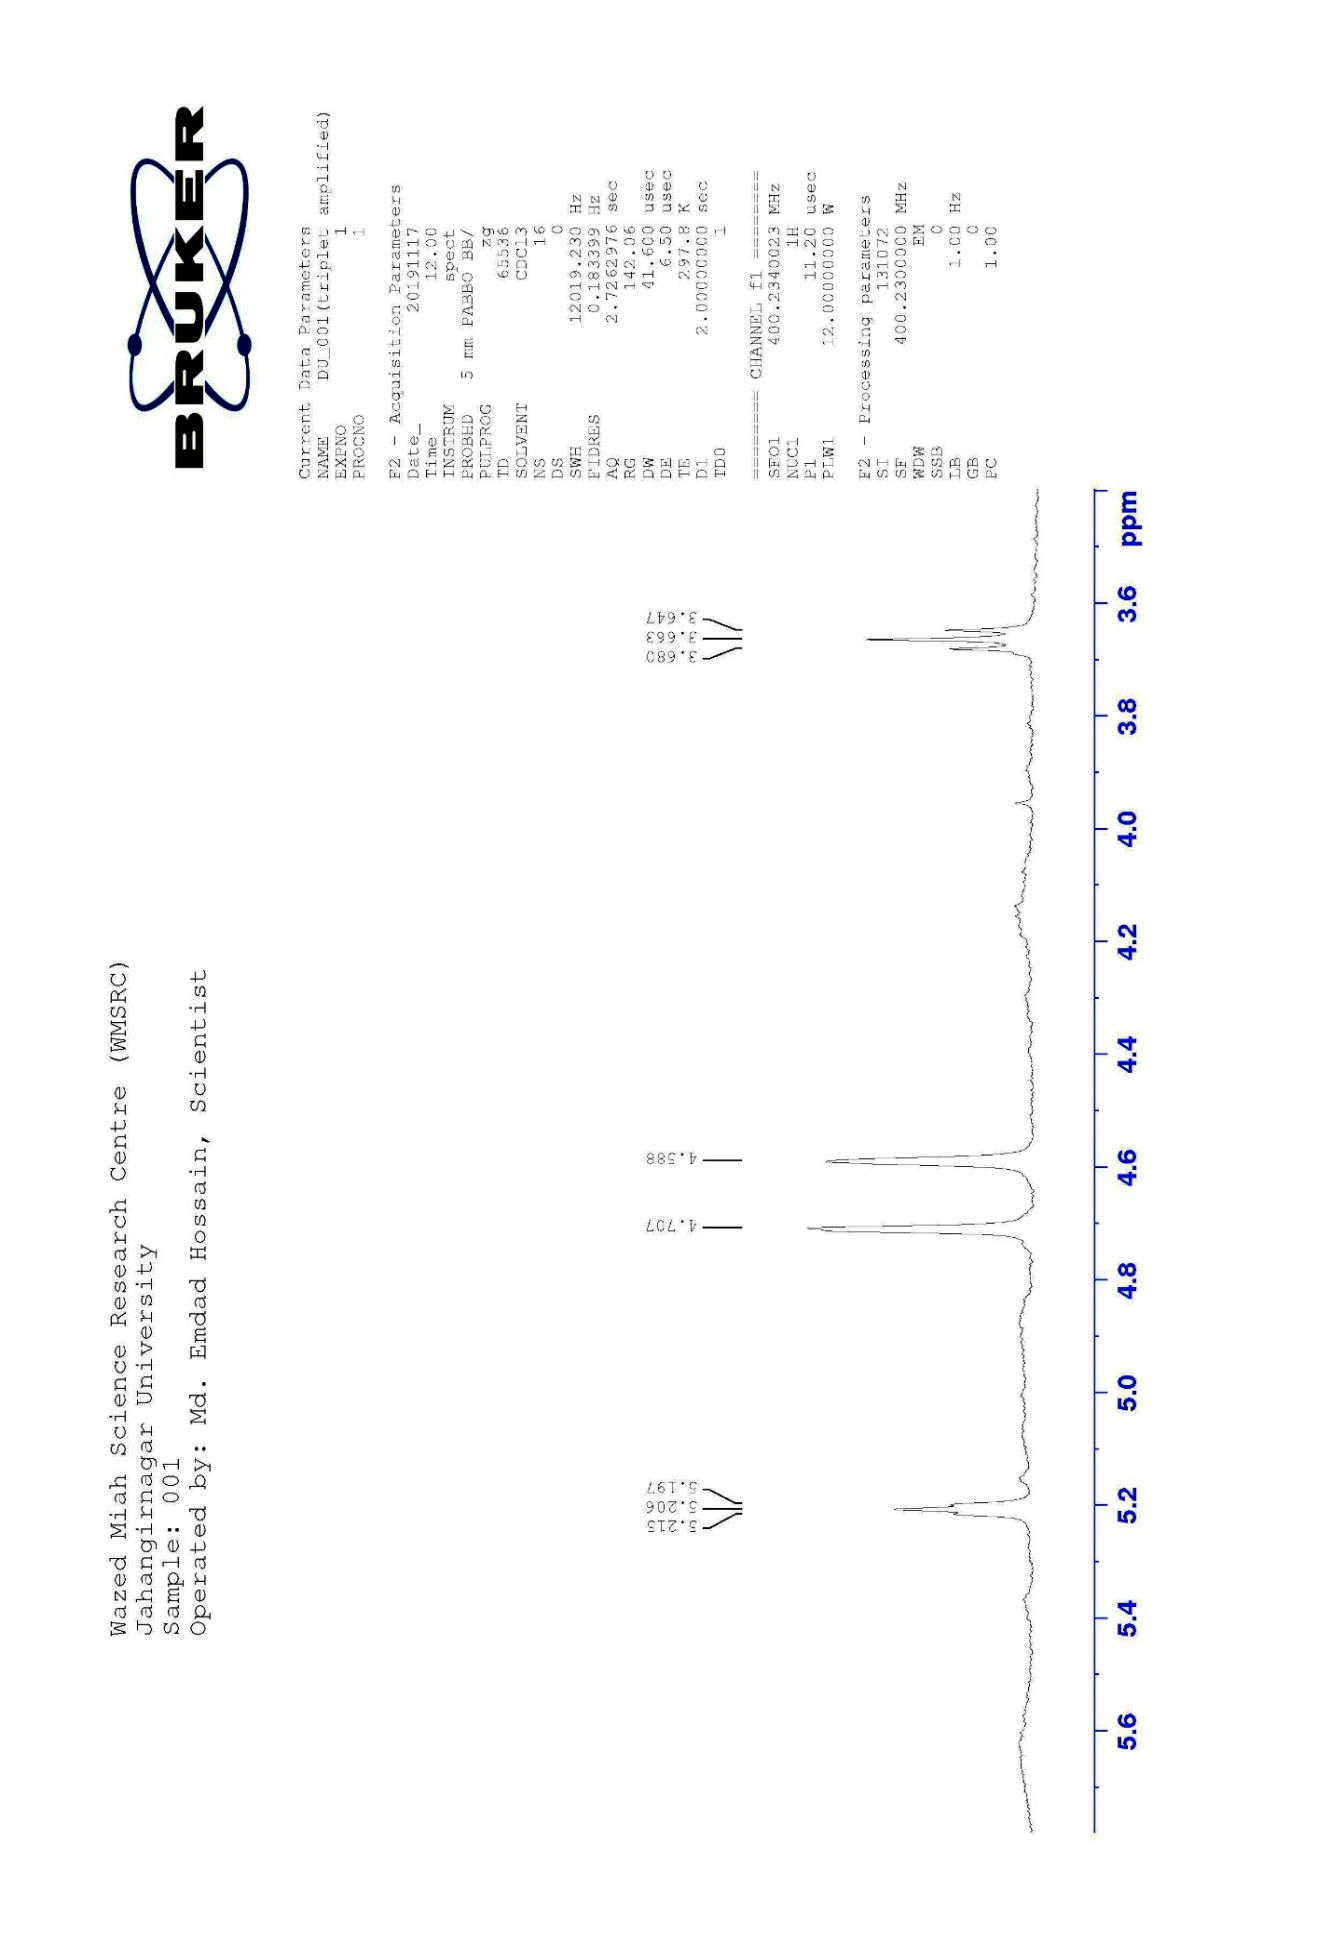 Wazed Miah Science Research Centre (WMSRC)
Jahangirnagar University
Sample: 001
Operated by: Md. Emdad Hossain, Scientist
BRUKER
Current Data Parameters
NAME DU_001(triplet amplified)
EXPNO 1
PROCNO 1
F2 - Acquisition Parameters
Date_ 20191117
Time 12.00
INSTRUM spect
PROBHD 5 mm PABBO BB/
PULPROG zg
TD 65536
SOLVENT CDCl3
NS 16
DS 0
SWH 12019.230 Hz
FIDRES 0.183399 Hz
AQ 2.7262976 sec
RG 142.06
DW 41.600 usec
DE 6.50 usec
TE 297.8 K
D1 2.00000000 sec
TD0 1
======== CHANNEL f1 ========
SFO1 400.2340023 MHz
NUC1 1H
P1 11.20 usec
PLW1 12.00000000 W
F2 - Processing parameters
SI 131072
SF 400.2300000 MHz
WDW EM
SSB 0
LB 1.00 Hz
GB 0
PC 1.00
5.215
5.206
5.197
4.707
4.588
3.680
3.663
3.647
5.6 5.4 5.2 5.0 4.8 4.6 4.4 4.2 4.0 3.8 3.6 ppm